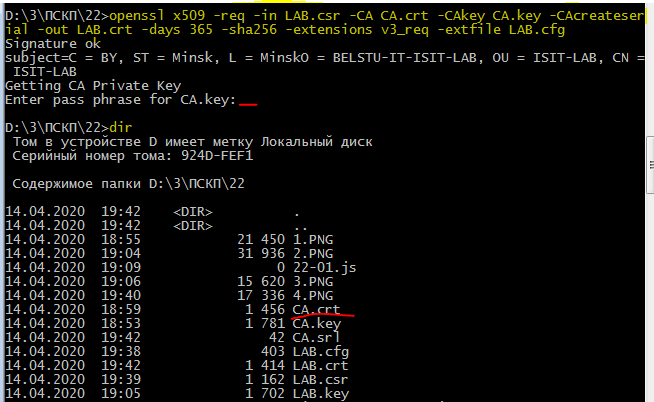 D:\3\ПСКП\22>openssl x509 -req -in LAB.csr -CA CA.crt -CAkey CA.key -CAcreateser
ial -out LAB.crt -days 365 -sha256 -extensions v3_req -extfile LAB.cfg
Signature ok
subject=C = BY, ST = Minsk, L = MinskO = BELSTU-IT-ISIT-LAB, OU = ISIT-LAB, CN =
 ISIT-LAB
Getting CA Private Key
Enter pass phrase for CA.key:
D:\3\ПСКП\22>dir
 Том в устройстве D имеет метку Локальный диск
 Серийный номер тома: 924D-FEF1
 Содержимое папки D:\3\ПСКП\22
14.04.2020  19:42    <DIR>          .
14.04.2020  19:42    <DIR>          ..
14.04.2020  18:55            21 450 1.PNG
14.04.2020  19:04            31 936 2.PNG
14.04.2020  19:09                 0 22-01.js
14.04.2020  19:06            15 620 3.PNG
14.04.2020  19:40            17 336 4.PNG
14.04.2020  18:59             1 456 CA.crt
14.04.2020  18:53             1 781 CA.key
14.04.2020  19:42                42 CA.srl
14.04.2020  19:38               403 LAB.cfg
14.04.2020  19:42             1 414 LAB.crt
14.04.2020  19:39             1 162 LAB.csr
14.04.2020  19:05             1 702 LAB.key